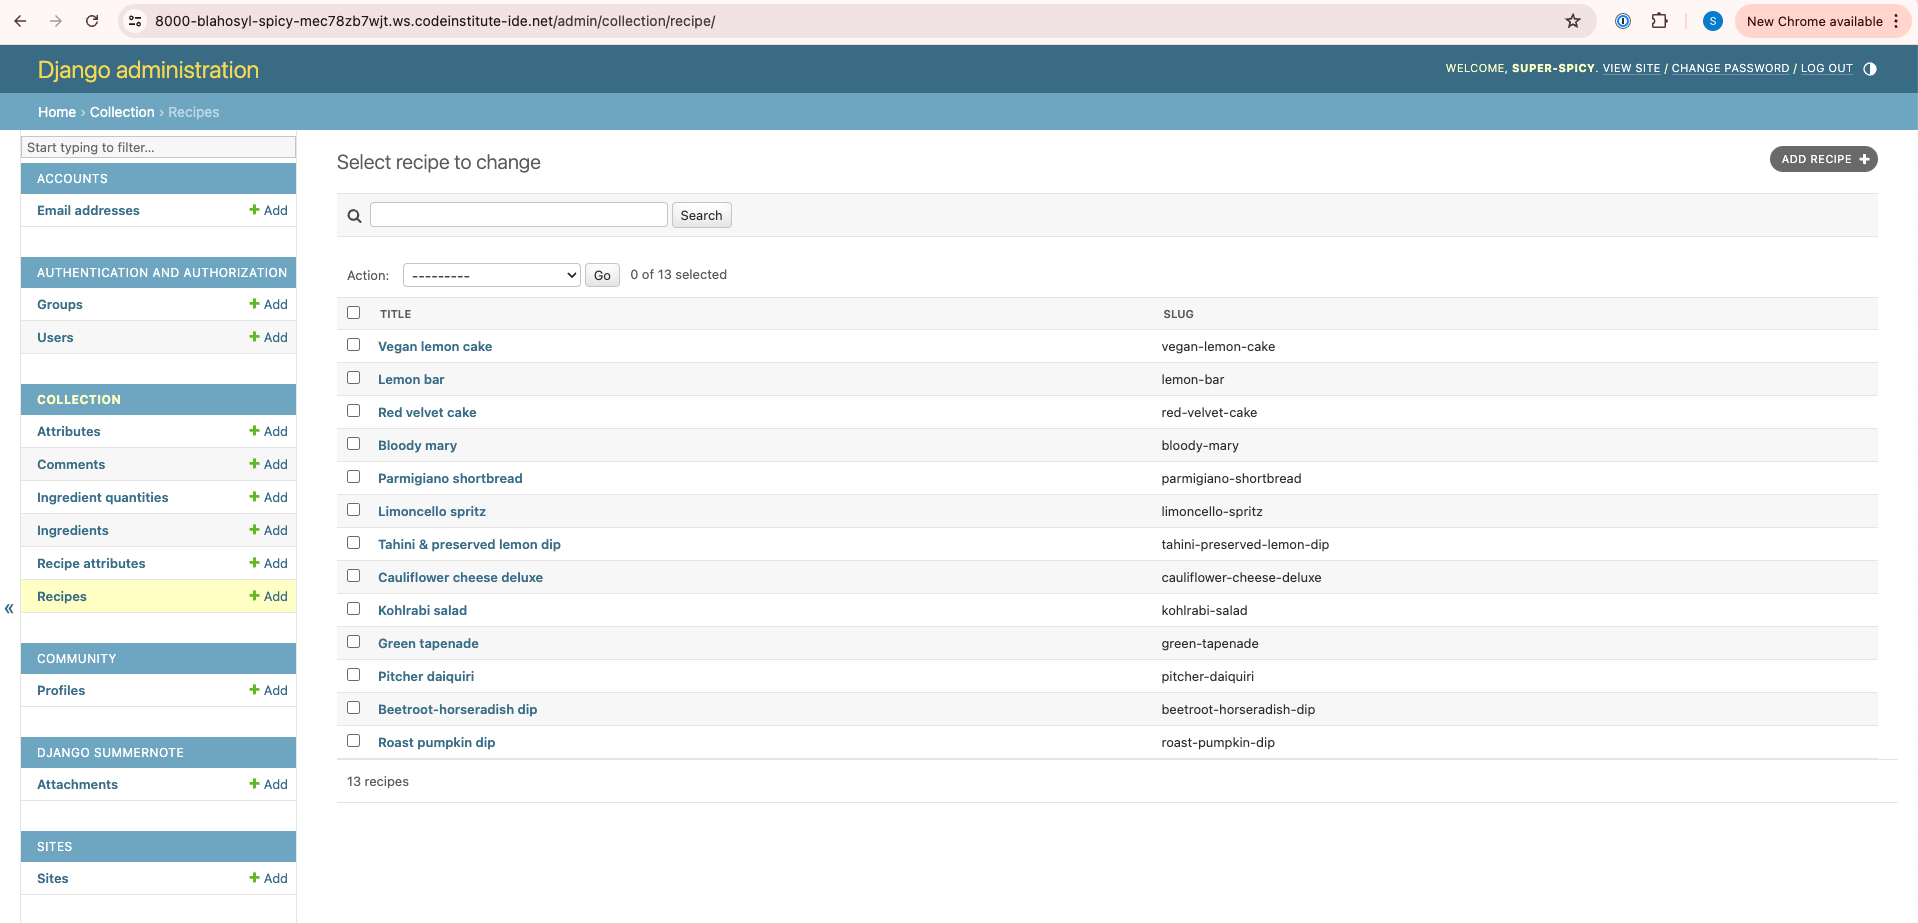 8000-blahosyl-spicy-mec78zb7wjt.ws.codeinstitute-ide.net/admin/collection/recipe/
S
New Chrome available
Django administration
WELCOME, SUPER-SPICY. VIEW SITE / CHANGE PASSWORD / LOG OUT
Home › Collection › Recipes
Start typing to filter...
ACCOUNTS
Email addresses + Add
AUTHENTICATION AND AUTHORIZATION
Groups + Add
Users + Add
COLLECTION
Attributes + Add
Comments + Add
Ingredient quantities + Add
Ingredients + Add
Recipe attributes + Add
Recipes + Add
«
COMMUNITY
Profiles + Add
DJANGO SUMMERNOTE
Attachments + Add
SITES
Sites + Add
Select recipe to change
ADD RECIPE +
Search
Action: --------- Go 0 of 13 selected
TITLE SLUG
Vegan lemon cake vegan-lemon-cake
Lemon bar lemon-bar
Red velvet cake red-velvet-cake
Bloody mary bloody-mary
Parmigiano shortbread parmigiano-shortbread
Limoncello spritz limoncello-spritz
Tahini & preserved lemon dip tahini-preserved-lemon-dip
Cauliflower cheese deluxe cauliflower-cheese-deluxe
Kohlrabi salad kohlrabi-salad
Green tapenade green-tapenade
Pitcher daiquiri pitcher-daiquiri
Beetroot-horseradish dip beetroot-horseradish-dip
Roast pumpkin dip roast-pumpkin-dip
13 recipes